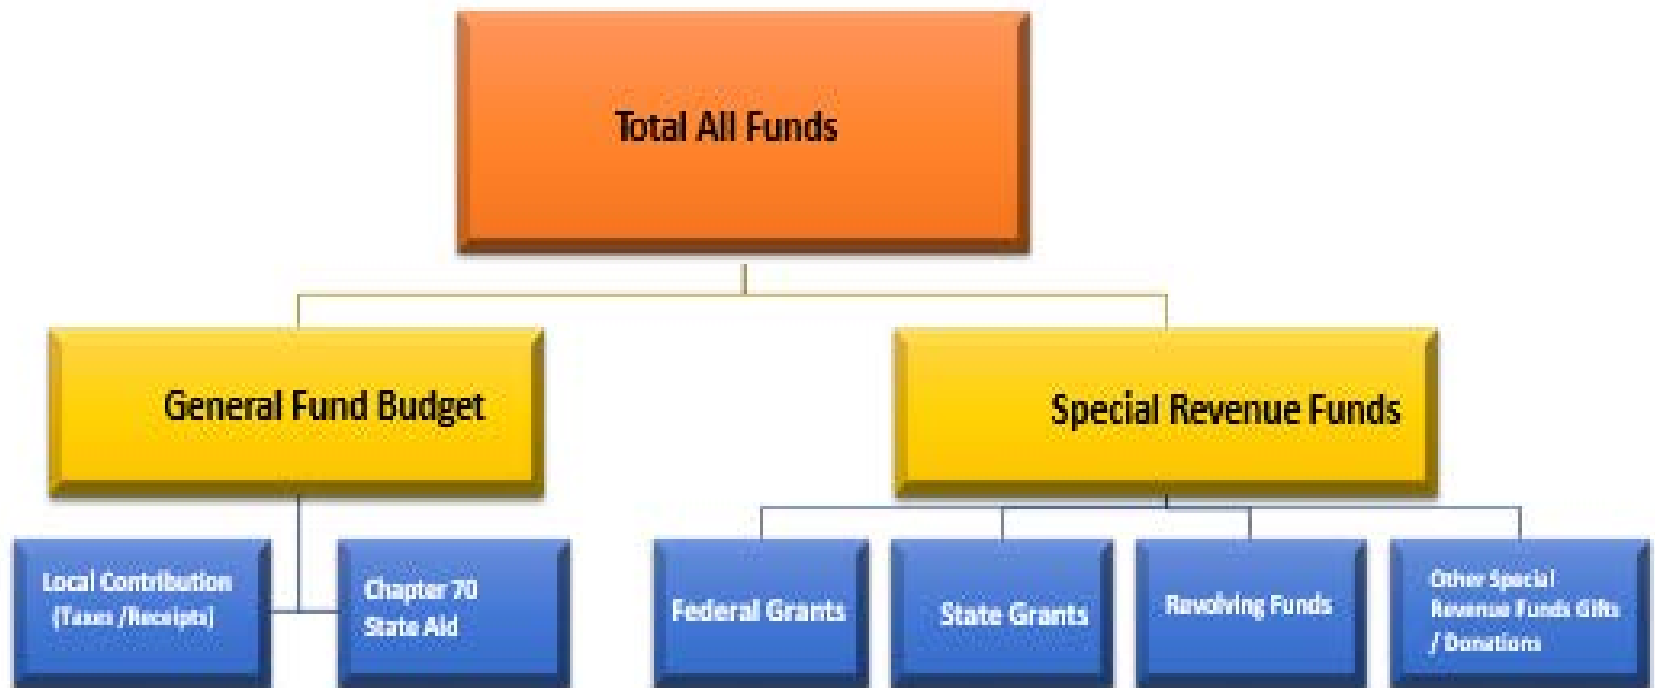 Total All Funds
General Fund Budget
Special Revenue Funds
Local Contribution
(Taxes /Receipts)
Chapter 70
State Aid
Federal Grants
State Grants
Revolving Funds
Other Special
Revenue Funds Gifts
/ Donations